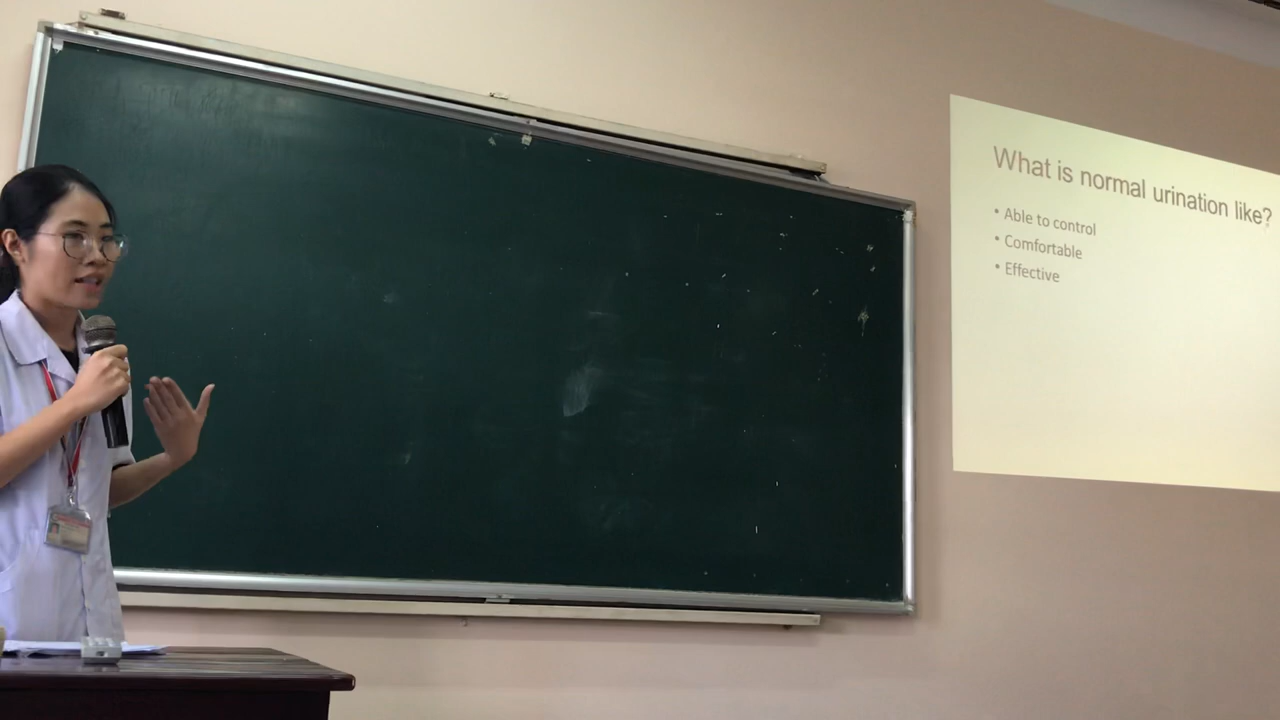 What is normal urination like?
• Able to control
• Comfortable
• Effective